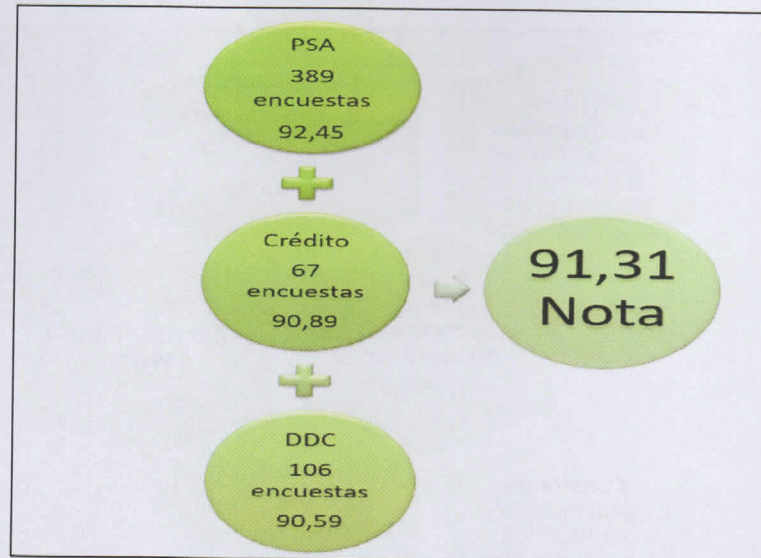 PSA
389
encuestas
92,45
Crédito
67
encuestas
90,89
DDC
106
encuestas
90,59
91,31
Nota